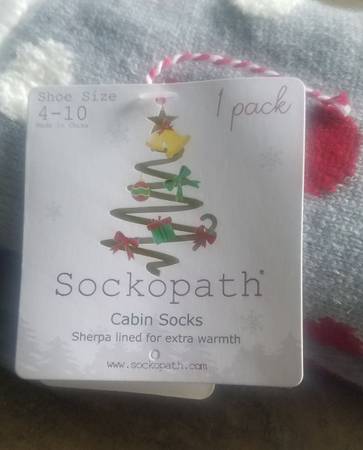 Shoe Size
4-10
Made in China
1 pack
Sockopath®
Cabin Socks
Sherpa lined for extra warmth
www.sockopath.com